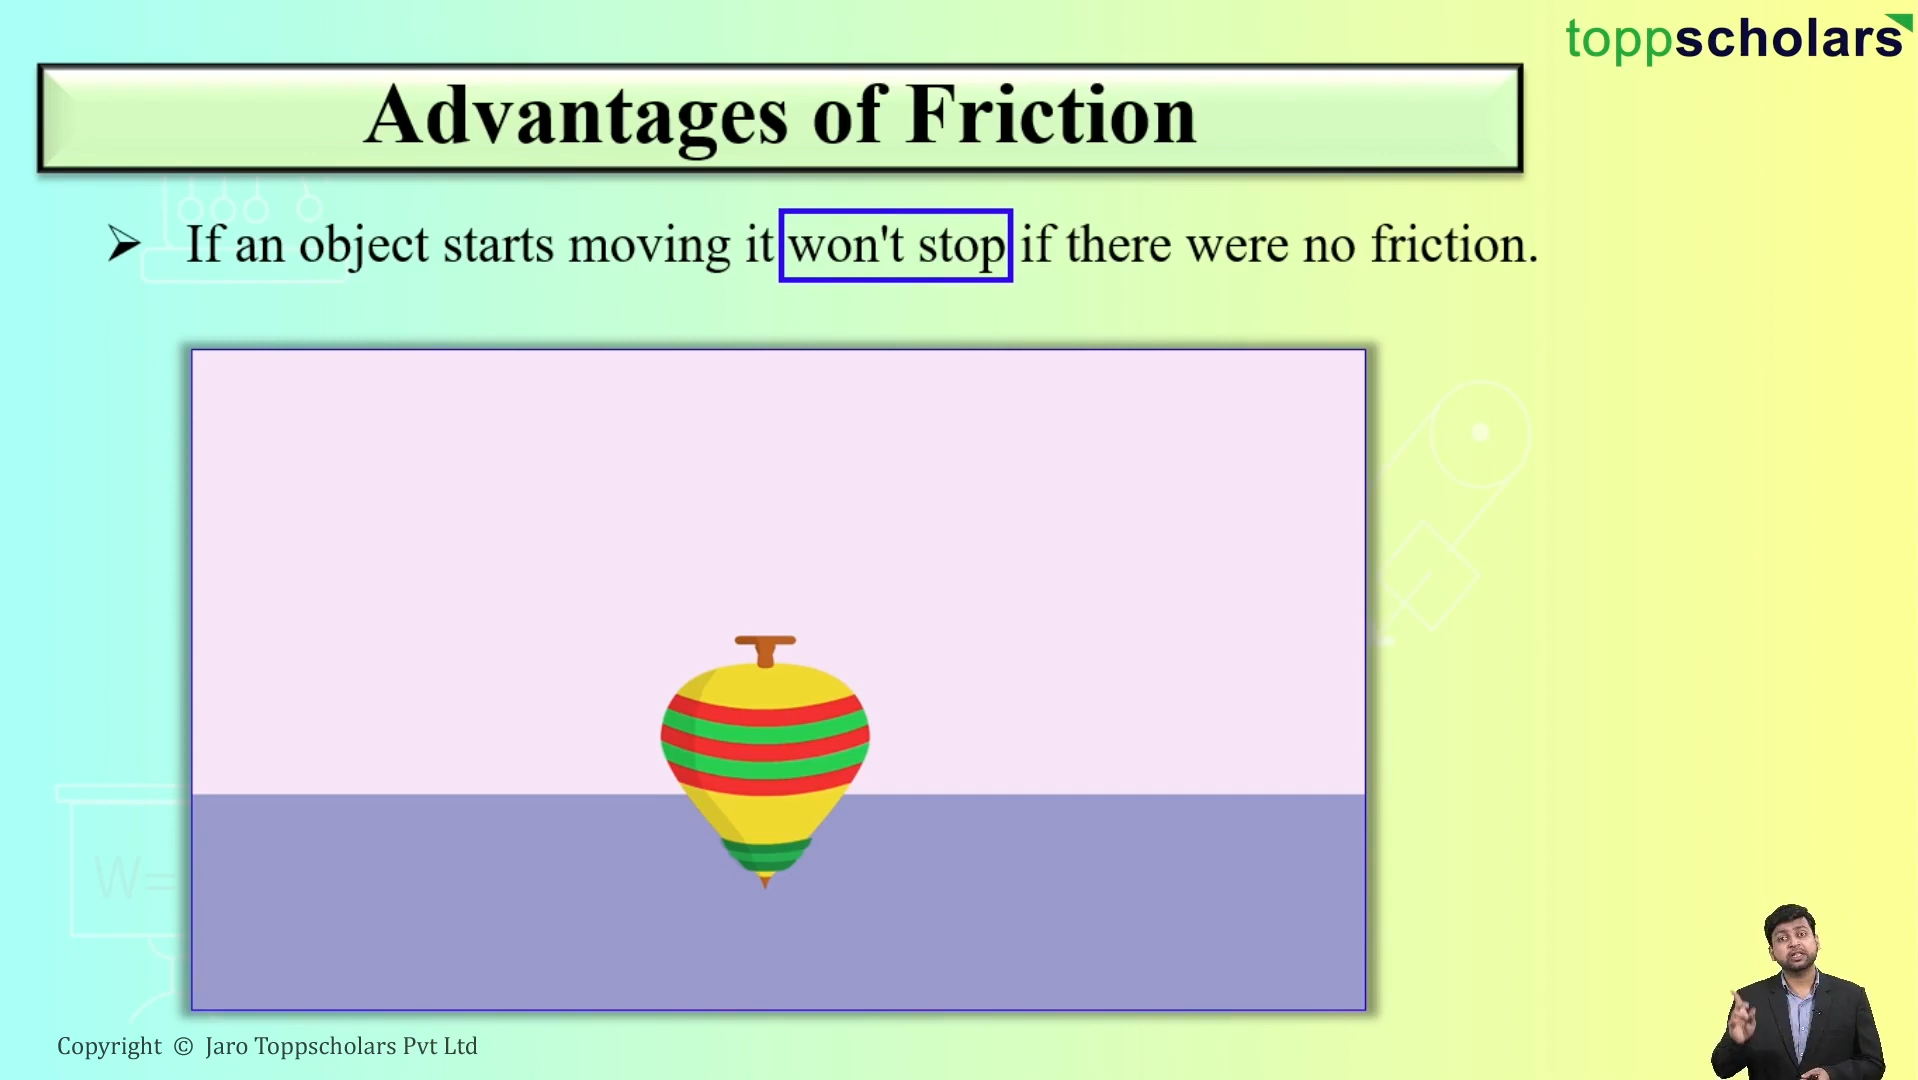 toppscholars
Advantages of Friction
➢ If an object starts moving it won't stop if there were no friction.
W=
Copyright © Jaro Toppscholars Pvt Ltd